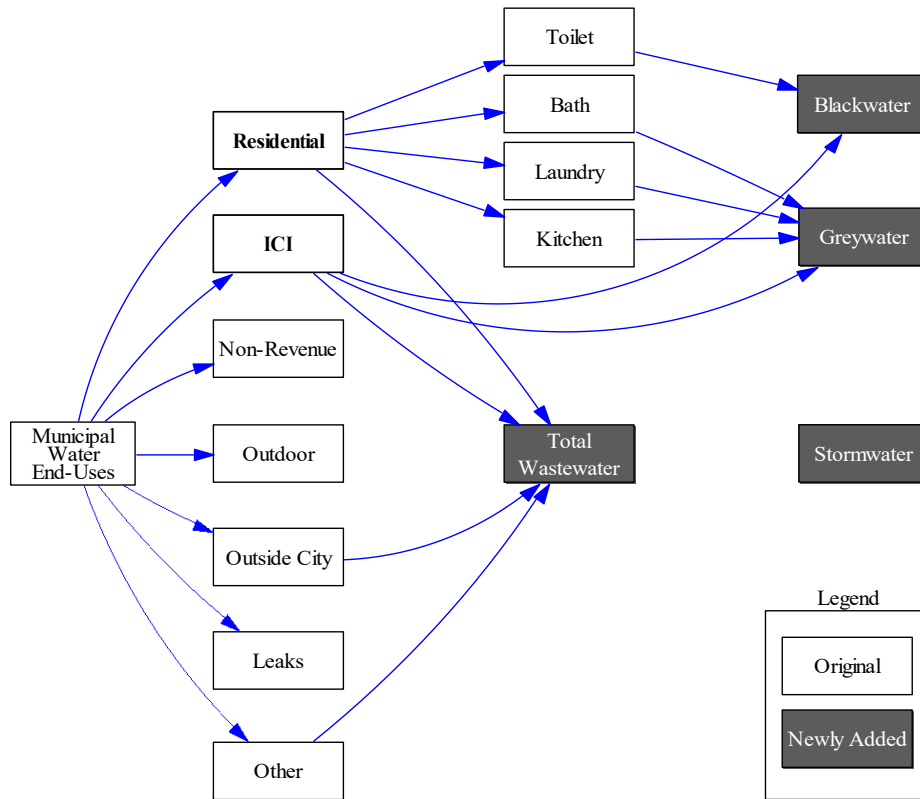 Toilet
Blackwater
Bath
Residential
Laundry
Greywater
Kitchen
ICI
Non-Revenue
Municipal
Water
End-Uses
Outdoor
Total
Wastewater
Stormwater
Outside City
Legend
Leaks
Original
Newly Added
Other